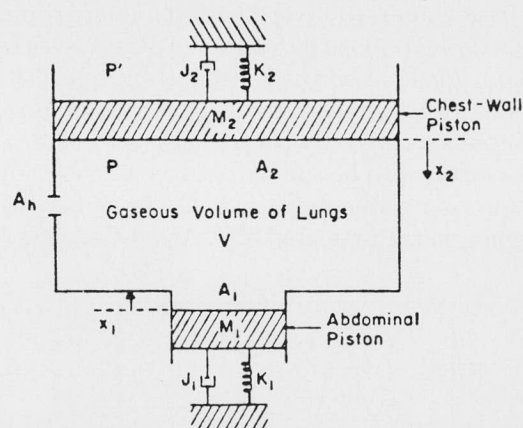 J₂ K₂
P'
M₂
Chest-Wall
Piston
P A₂
x₂
Aₕ
Gaseous Volume of Lungs
V
A₁
x₁
M₁
Abdominal
Piston
J₁ K₁